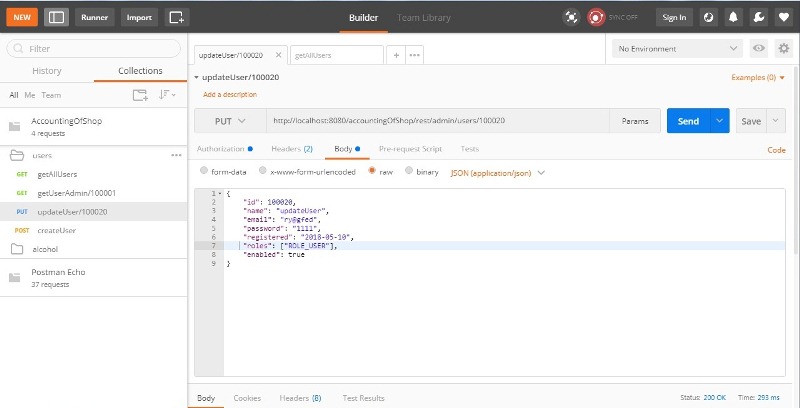 NEW Runner Import Builder Team Library SYNC OFF Sign In
Filter
History Collections
All Me Team
AccountingOfShop
4 requests
users
GET getAllUsers
GET getUserAdmin/100001
PUT updateUser/100020
POST createUser
alcohol
Postman Echo
37 requests
updateUser/100020 getAllUsers No Environment
updateUser/100020 Examples (0)
Add a description
PUT http://localhost:8080/accountingOfShop/rest/admin/users/100020 Params Send Save
Authorization Headers (2) Body Pre-request Script Tests Code
form-data x-www-form-urlencoded raw binary JSON (application/json)
1 {
2 "id": 100020,
3 "name": "updateUser",
4 "email": "ry@gfed",
5 "password": "1111",
6 "registered": "2018-05-10",
7 "roles": ["ROLE_USER"],
8 "enabled": true
9 }
Body Cookies Headers (8) Test Results Status: 200 OK Time: 293 ms